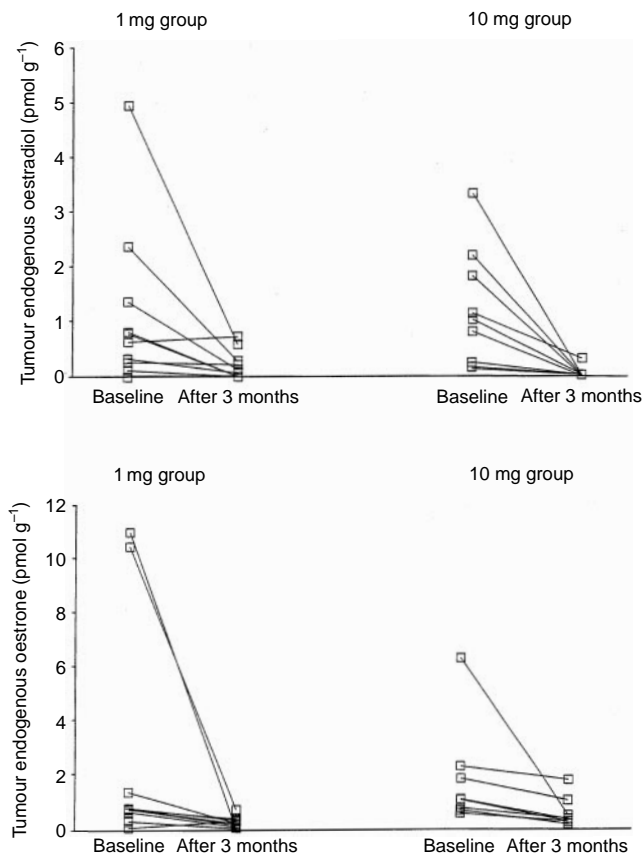 1 mg group
10 mg group
Tumour endogenous oestradiol (pmol g⁻¹)
6
5
4
3
2
1
0
Baseline After 3 months
Baseline After 3 months
1 mg group
10 mg group
Tumour endogenous oestrone (pmol g⁻¹)
12
10
8
6
4
2
0
Baseline After 3 months
Baseline After 3 months